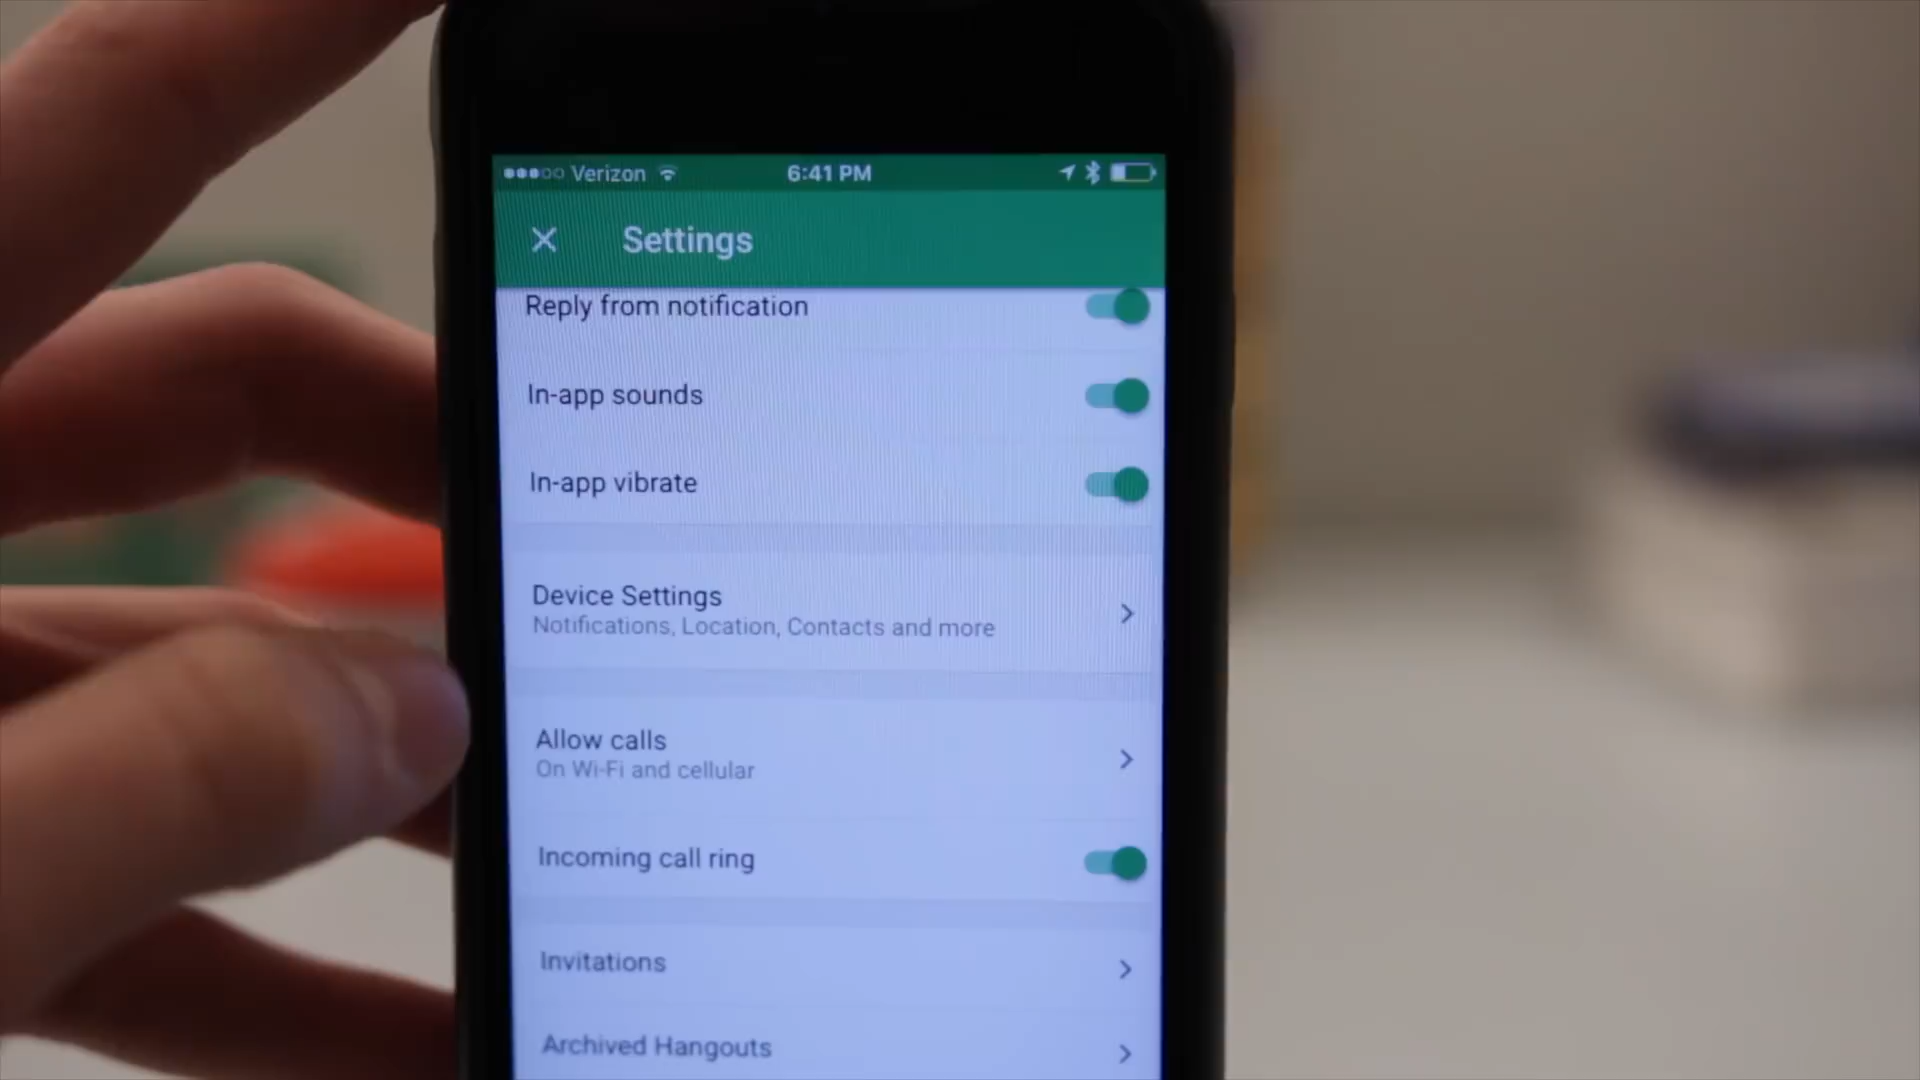 Verizon 6:41 PM
Settings
Reply from notification
In-app sounds
In-app vibrate
Device Settings
Notifications, Location, Contacts and more
Allow calls
On Wi-Fi and cellular
Incoming call ring
Invitations
Archived Hangouts